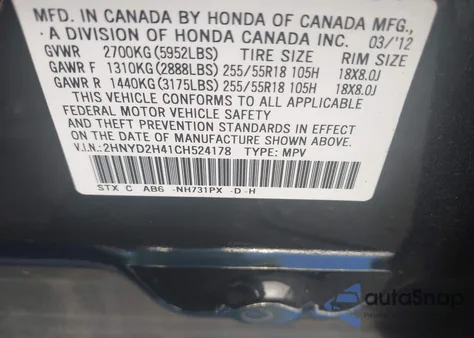 MFD. IN CANADA BY HONDA OF CANADA MFG.,
A DIVISION OF HONDA CANADA INC. 03/'12
GVWR 2700KG(5952LBS) TIRE SIZE RIM SIZE
GAWR F 1310KG(2888LBS) 255/55R18 105H 18X8.0J
GAWR R 1440KG(3175LBS) 255/55R18 105H 18X8.0J
THIS VEHICLE CONFORMS TO ALL APPLICABLE
FEDERAL MOTOR VEHICLE SAFETY AND
BUMPER STANDARDS IN EFFECT ON THE DATE
OF MANUFACTURE SHOWN ABOVE.
V.I.N.:2HNYD2H41CH524178 TYPE: MPV
STX C AB6 -NH731PX -D-H
autoSnap